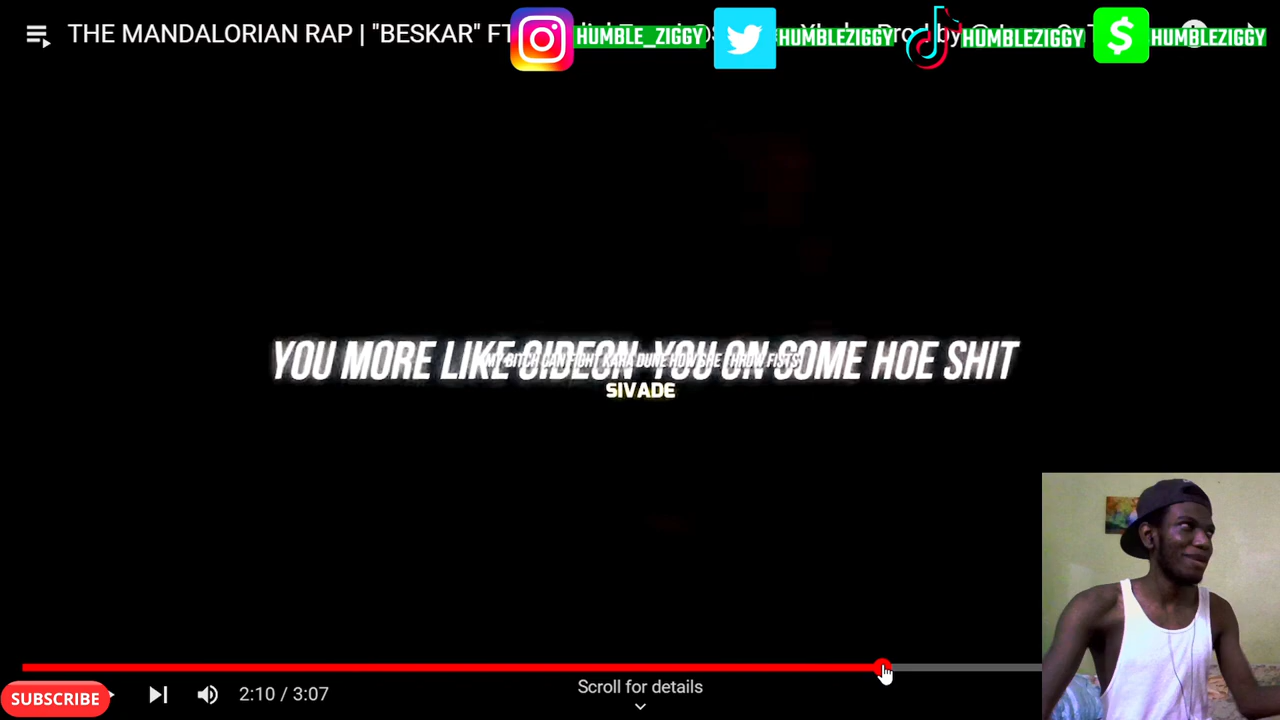 THE MANDALORIAN RAP | "BESKAR" FT
HUMBLE_ZIGGY
HUMBLEZIGGY
HUMBLEZIGGY
HUMBLEZIGGY
YOU MORE LIKE GIDEON YOU ON SOME HOE SHIT
MY BITCH CAN FIGHT KARA DUNE HOW SHE THROW FISTS
SIVADE
SUBSCRIBE
2:10 / 3:07
Scroll for details